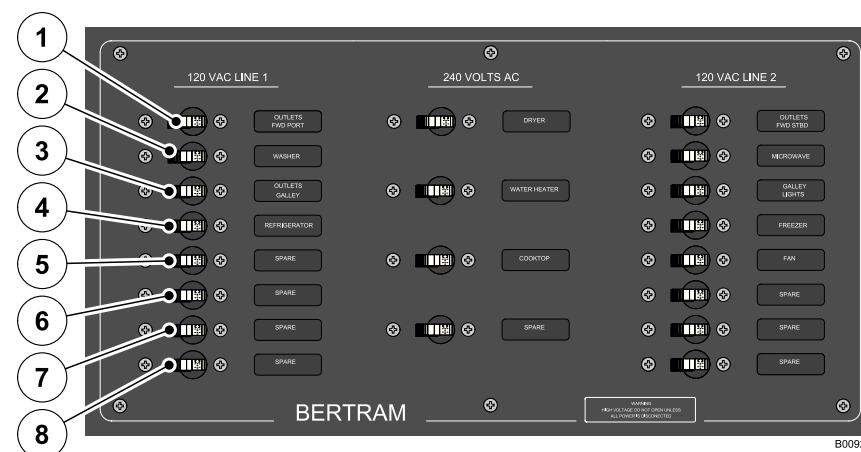 1
2
3
4
5
6
7
8
120 VAC LINE 1
OUTLETS
FWD PORT
WASHER
OUTLETS
GALLEY
REFRIGERATOR
SPARE
SPARE
SPARE
SPARE
240 VOLTS AC
DRYER
WATER HEATER
COOKTOP
SPARE
120 VAC LINE 2
OUTLETS
FWD STBD
MICROWAVE
GALLEY
LIGHTS
FREEZER
FAN
SPARE
SPARE
SPARE
BERTRAM
WARNING
HIGH VOLTAGE DO NOT OPEN UNLESS
ALL POWER IS DISCONECTED
B0092